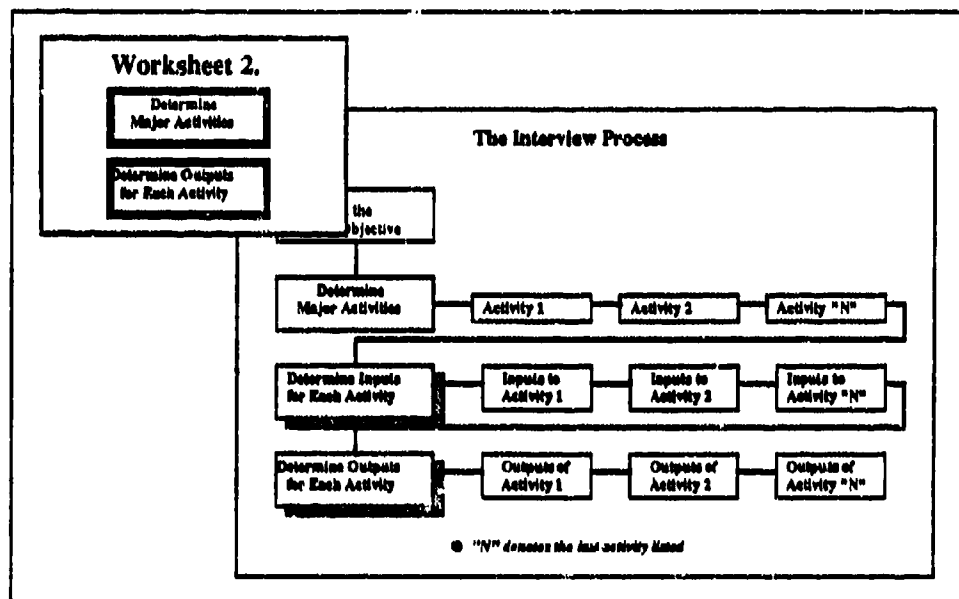 Worksheet 2.
Determine
Major Activities
Determine Outputs
for Each Activity
The Interview Process
the
bjective
Determine
Major Activities
Activity 1
Activity 2
Activity "N"
Determine Inputs
for Each Activity
Inputs to
Activity 1
Inputs to
Activity 2
Inputs to
Activity "N"
Determine Outputs
for Each Activity
Outputs of
Activity 1
Outputs of
Activity 2
Outputs of
Activity "N"
"N" denotes the last activity listed